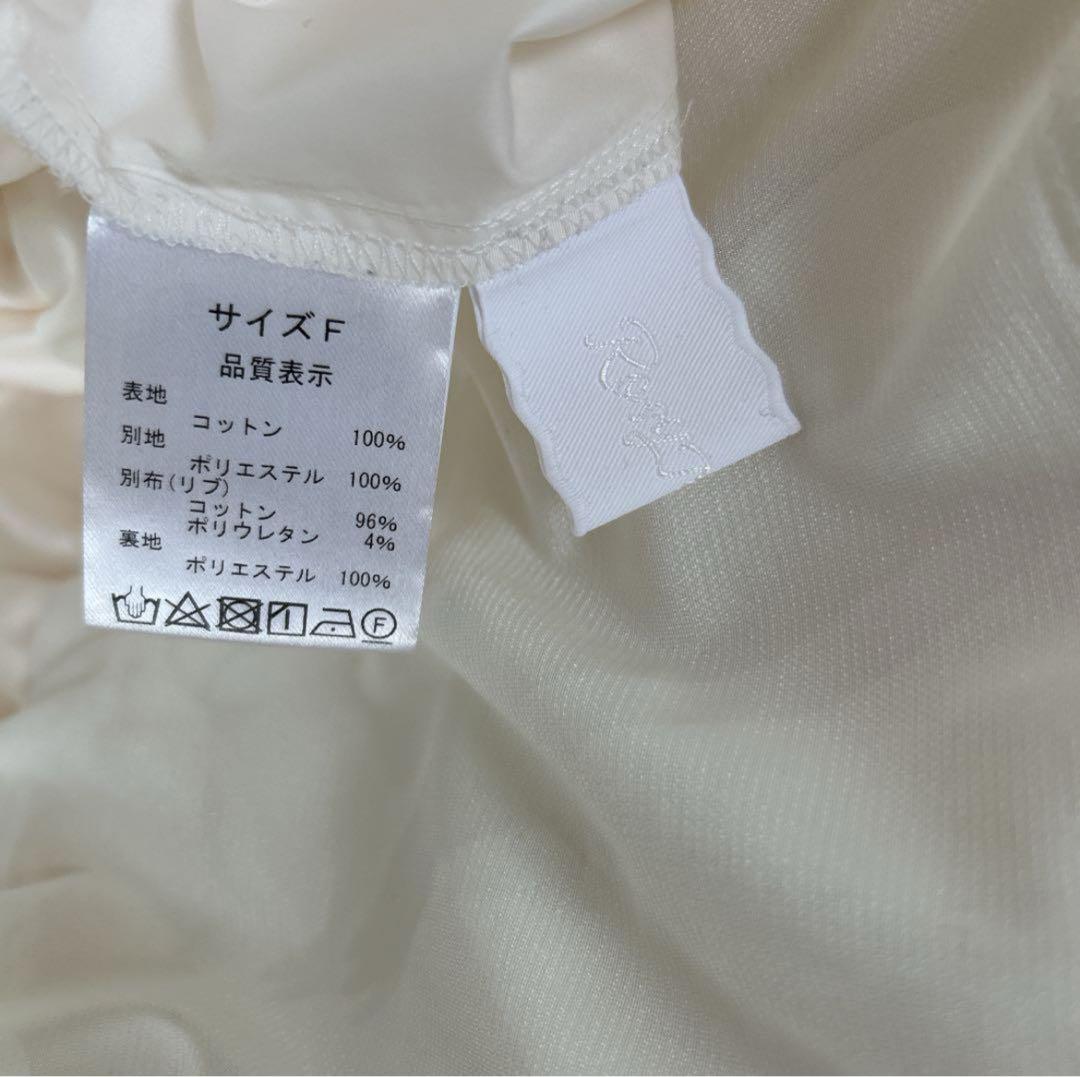 サイズF
品質表示
表地
コットン 100%
別地
ポリエステル 100%
別布(リブ)
コットン 96%
ポリウレタン 4%
裏地
ポリエステル 100%
F